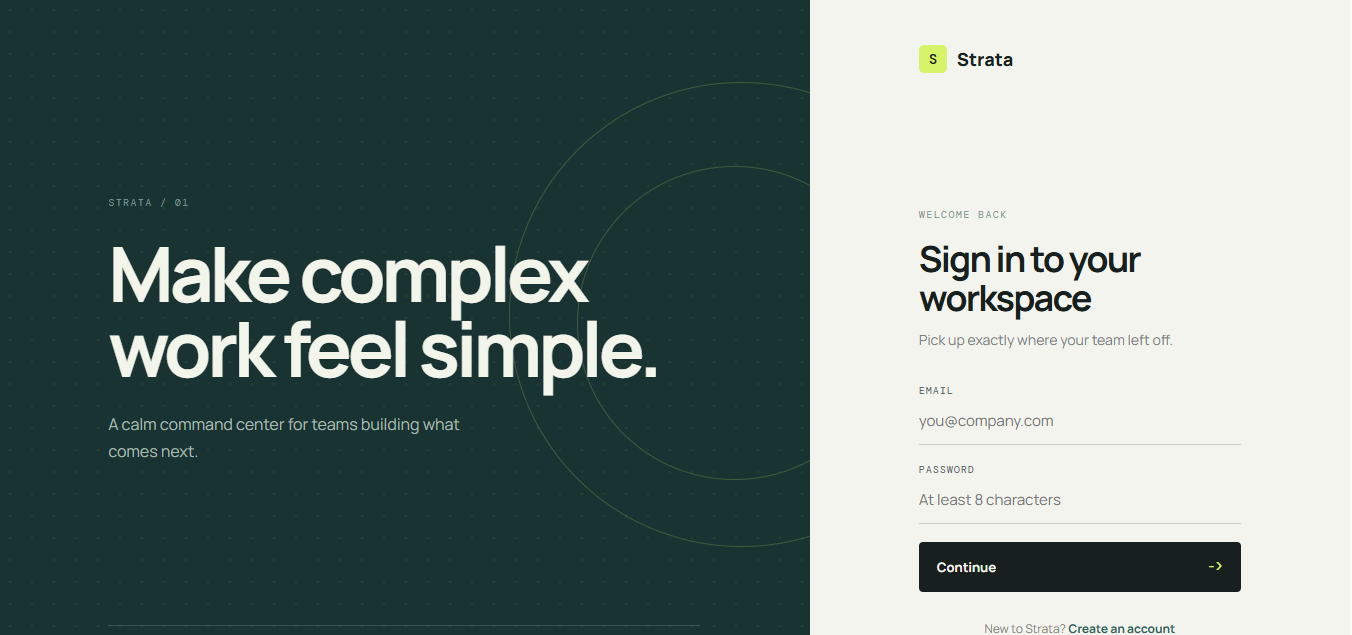 STRATA / 01
Make complex
work feel simple.
A calm command center for teams building what
comes next.
S Strata
WELCOME BACK
Sign in to your
workspace
Pick up exactly where your team left off.
EMAIL
you@company.com
PASSWORD
At least 8 characters
Continue ->
New to Strata? Create an account